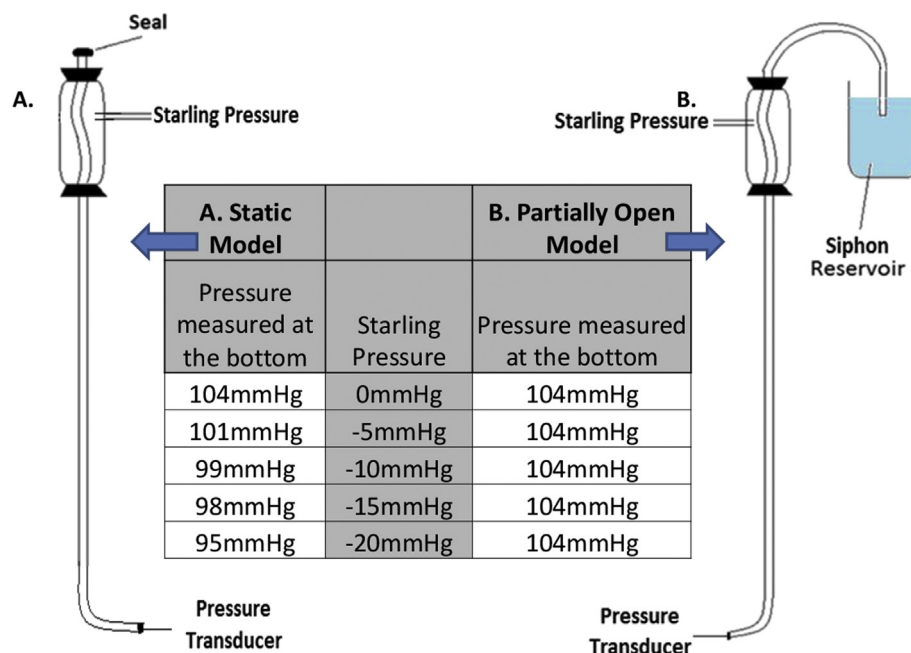 Seal
A.
Starling Pressure
B.
Starling Pressure
Siphon
Reservoir
A. Static
Model
B. Partially Open
Model
Pressure
measured at
the bottom
Starling
Pressure
Pressure measured
at the bottom
104mmHg 0mmHg 104mmHg
101mmHg -5mmHg 104mmHg
99mmHg -10mmHg 104mmHg
98mmHg -15mmHg 104mmHg
95mmHg -20mmHg 104mmHg
Pressure
Transducer
Pressure
Transducer